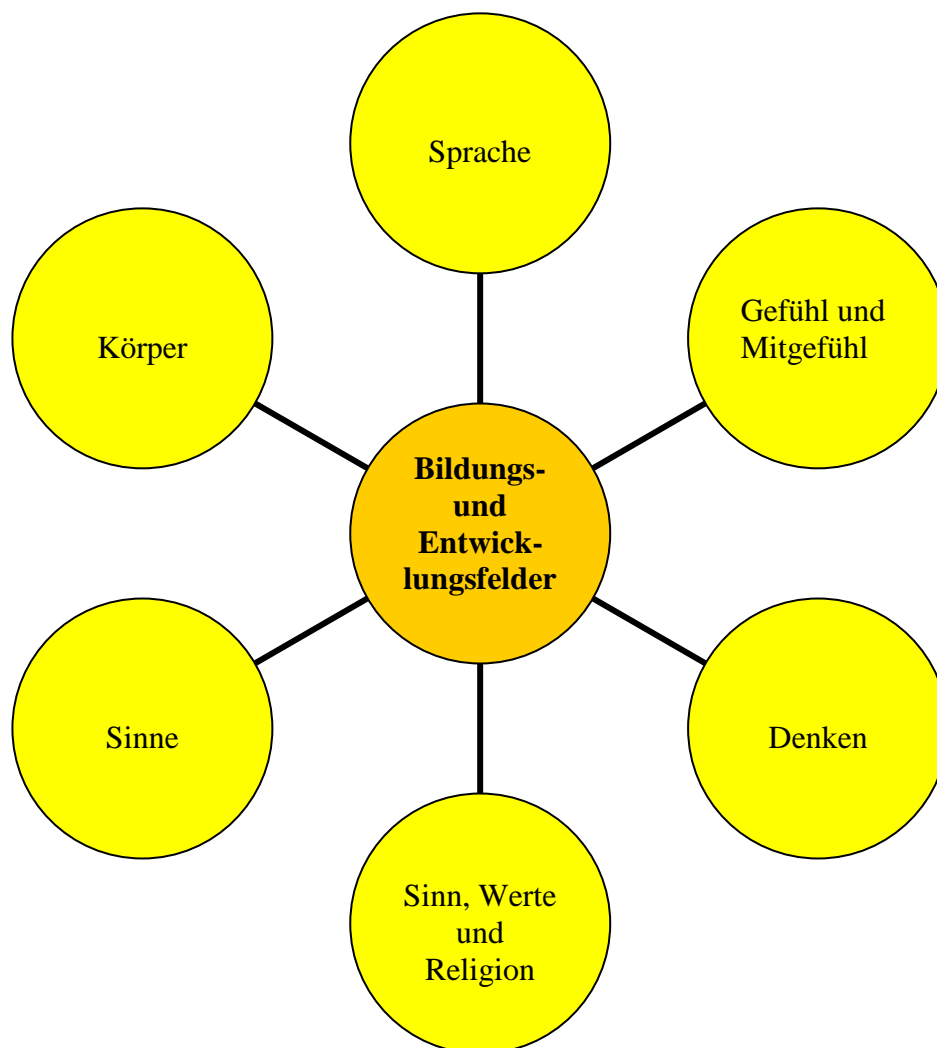 Sprache
Körper
Gefühl und
Mitgefühl
Bildungs-
und
Entwick-
lungsfelder
Sinne
Denken
Sinn, Werte
und
Religion